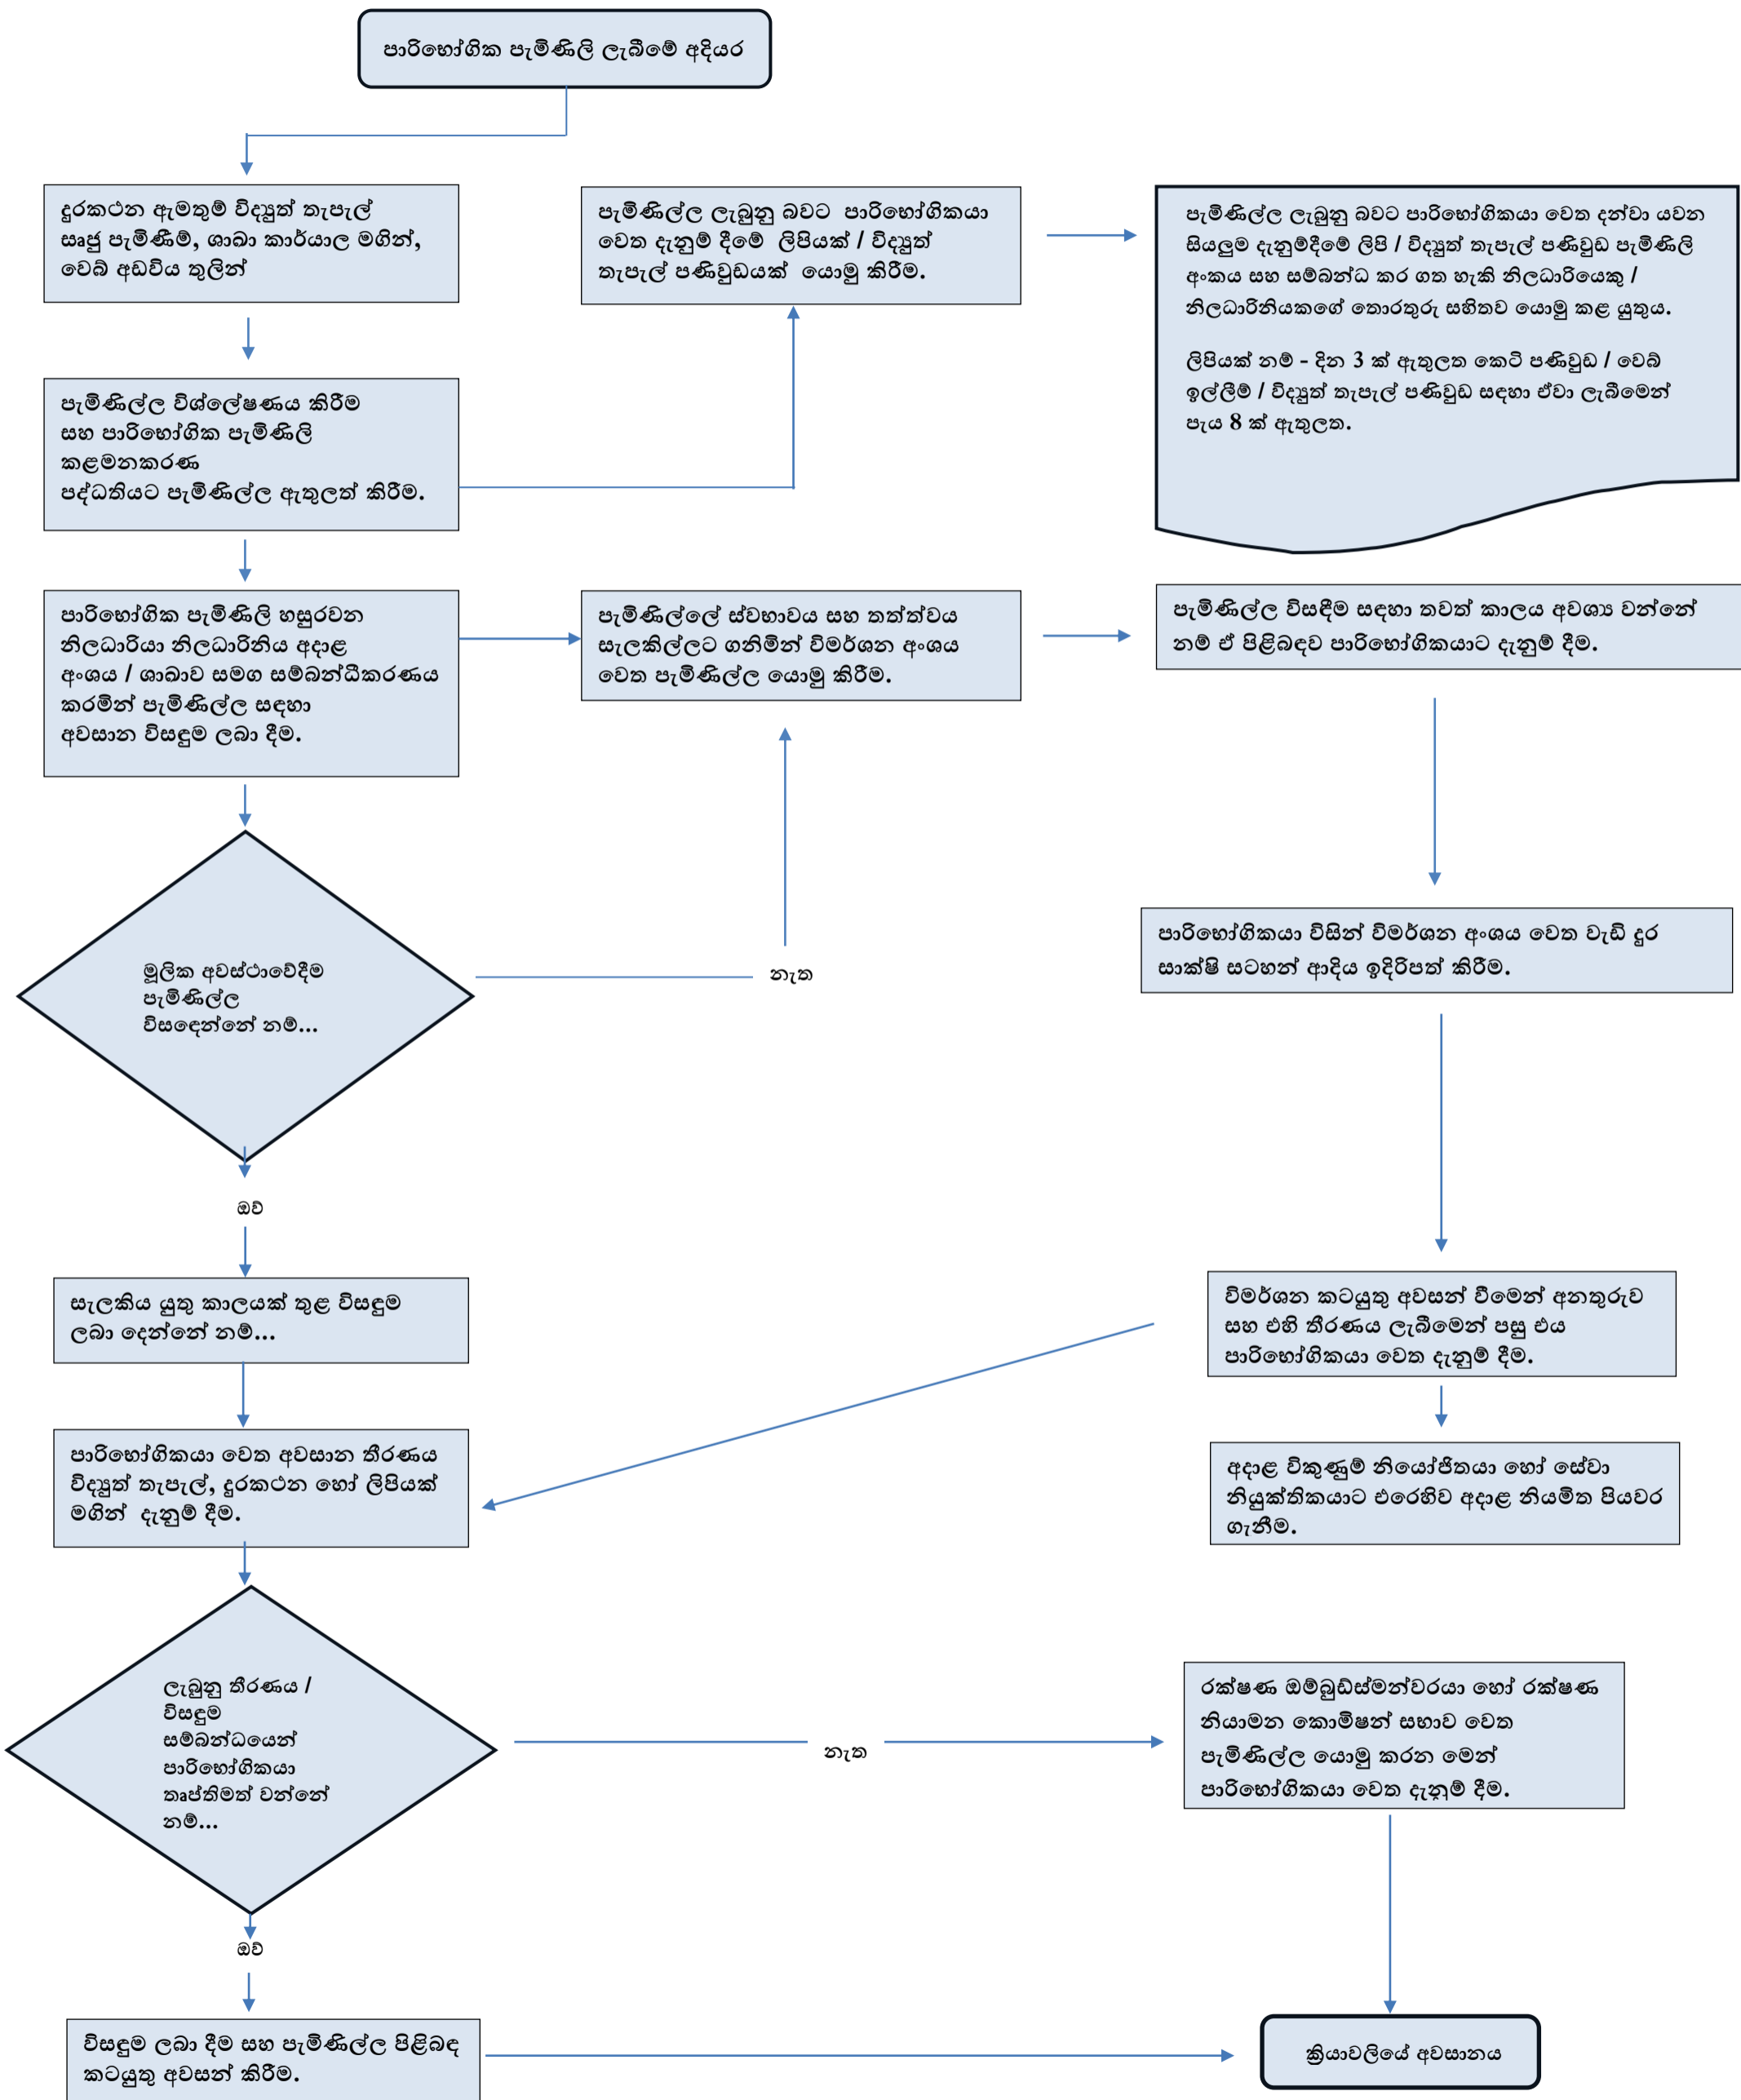 පාරිභෝගික පැමිණිලි ලැබීමේ අදියර
දුරකථන ඇමතුම් විද්‍යුත් තැපැල්
ඍජු පැමිණීම්, ශාඛා කාර්යාල මගින්,
වෙබ් අඩවිය තුලින්
පැමිණිල්ල ලැබුනු බවට පාරිභෝගිකයා
වෙත දැනුම් දීමේ ලිපියක් / විද්‍යුත්
තැපැල් පණිවුඩයක් යොමු කිරීම.
පැමිණිල්ල ලැබුනු බවට පාරිභෝගිකයා වෙත දන්වා යවන
සියලුම දැනුම්දීමේ ලිපි / විද්‍යුත් තැපැල් පණිවුඩ පැමිණිලි
අංකය සහ සම්බන්ධ කර ගත හැකි නිලධාරියෙකු /
නිලධාරිනියකගේ තොරතුරු සහිතව යොමු කළ යුතුය.
ලිපියක් නම් - දින 3 ක් ඇතුලත කෙටි පණිවුඩ / වෙබ්
ඉල්ලීම් / විද්‍යුත් තැපැල් පණිවුඩ සඳහා ඒවා ලැබීමෙන්
පැය 8 ක් ඇතුලත.
පැමිණිල්ල විශ්ලේෂණය කිරීම
සහ පාරිභෝගික පැමිණිලි
කළමනකරණ
පද්ධතියට පැමිණිල්ල ඇතුලත් කිරීම.
පාරිභෝගික පැමිණිලි හසුරවන
නිලධාරියා නිලධාරිනිය අදාළ
අංශය / ශාඛාව සමග සම්බන්ධීකරණය
කරමින් පැමිණිල්ල සඳහා
අවසාන විසඳුම ලබා දීම.
පැමිණිල්ලේ ස්වභාවය සහ තත්ත්වය
සැලකිල්ලට ගනිමින් විමර්ශන අංශය
වෙත පැමිණිල්ල යොමු කිරීම.
පැමිණිල්ල විසඳීම සඳහා තවත් කාලය අවශ්‍ය වන්නේ
නම් ඒ පිළිබඳව පාරිභෝගිකයාට දැනුම් දීම.
මූලික අවස්ථාවේදීම
පැමිණිල්ල
විසඳෙන්නේ නම්...
නැත
පාරිභෝගිකයා විසින් විමර්ශන අංශය වෙත වැඩි දුර
සාක්ෂි සටහන් ආදිය ඉදිරිපත් කිරීම.
ඔව්
සැලකිය යුතු කාලයක් තුළ විසඳුම
ලබා දෙන්නේ නම්...
විමර්ශන කටයුතු අවසන් වීමෙන් අනතුරුව
සහ එහි තීරණය ලැබීමෙන් පසු එය
පාරිභෝගිකයා වෙත දැනුම් දීම.
පාරිභෝගිකයා වෙත අවසාන තීරණය
විද්‍යුත් තැපැල්, දුරකථන හෝ ලිපියක්
මගින් දැනුම් දීම.
අදාළ විකුණුම් නියෝජිතයා හෝ සේවා
නියුක්තිකයාට එරෙහිව අදාළ නියමිත පියවර
ගැනීම.
ලැබුනු තීරණය /
විසඳුම
සම්බන්ධයෙන්
පාරිභෝගිකයා
තෘප්තිමත් වන්නේ
නම්...
නැත
රක්ෂණ ඔම්බුඩ්ස්මන්වරයා හෝ රක්ෂණ
නියාමන කොමිෂන් සභාව වෙත
පැමිණිල්ල යොමු කරන මෙන්
පාරිභෝගිකයා වෙත දැනුම් දීම.
ඔව්
විසඳුම ලබා දීම සහ පැමිණිල්ල පිළිබඳ
කටයුතු අවසන් කිරීම.
ක්‍රියාවලියේ අවසානය